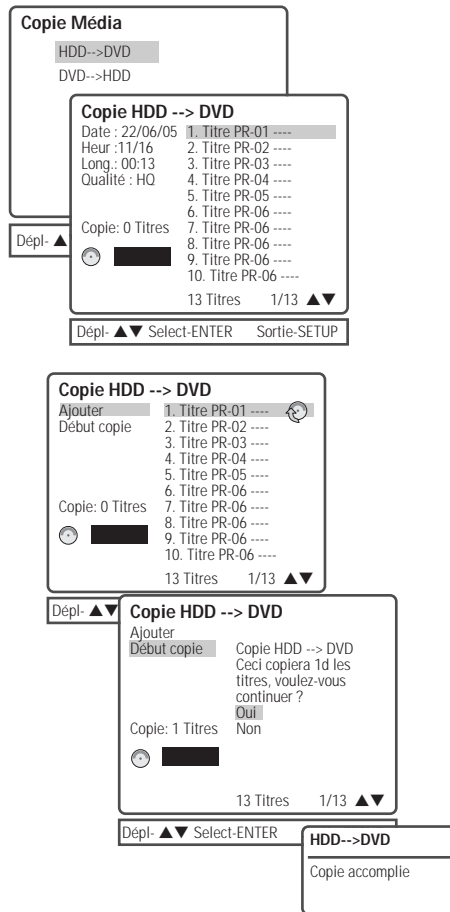 Copie Média
HDD-->DVD
DVD-->HDD
Dépl- ▲
Copie HDD --> DVD
Date : 22/06/05
Heur :11/16
Long.: 00:13
Qualité : HQ
Copie: 0 Titres
1. Titre PR-01 ----
2. Titre PR-02 ----
3. Titre PR-03 ----
4. Titre PR-04 ----
5. Titre PR-05 ----
6. Titre PR-06 ----
7. Titre PR-06 ----
8. Titre PR-06 ----
9. Titre PR-06 ----
10. Titre PR-06 ----
13 Titres 1/13 ▲▼
Dépl- ▲▼ Select-ENTER Sortie-SETUP
Copie HDD --> DVD
Ajouter
Début copie
Copie: 0 Titres
1. Titre PR-01 ----
2. Titre PR-02 ----
3. Titre PR-03 ----
4. Titre PR-04 ----
5. Titre PR-05 ----
6. Titre PR-06 ----
7. Titre PR-06 ----
8. Titre PR-06 ----
9. Titre PR-06 ----
10. Titre PR-06 ----
13 Titres 1/13 ▲▼
Dépl- ▲▼
Copie HDD --> DVD
Ajouter
Début copie
Copie: 1 Titres
Copie HDD --> DVD
Ceci copiera 1d les
titres, voulez-vous
continuer ?
Oui
Non
13 Titres 1/13 ▲▼
Dépl- ▲▼ Select-ENTER
HDD-->DVD
Copie accomplie